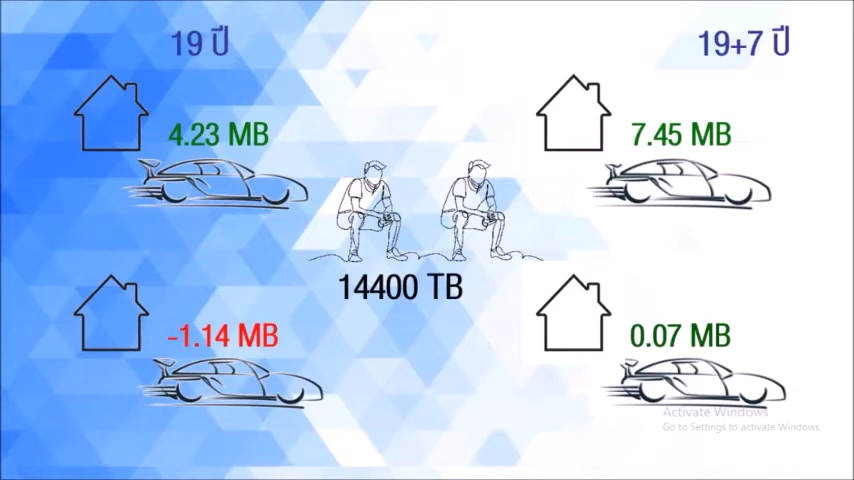 19 ปี
19+7 ปี
4.23 MB
7.45 MB
14400 TB
-1.14 MB
0.07 MB
Activate Windows
Go to Settings to activate Windows.